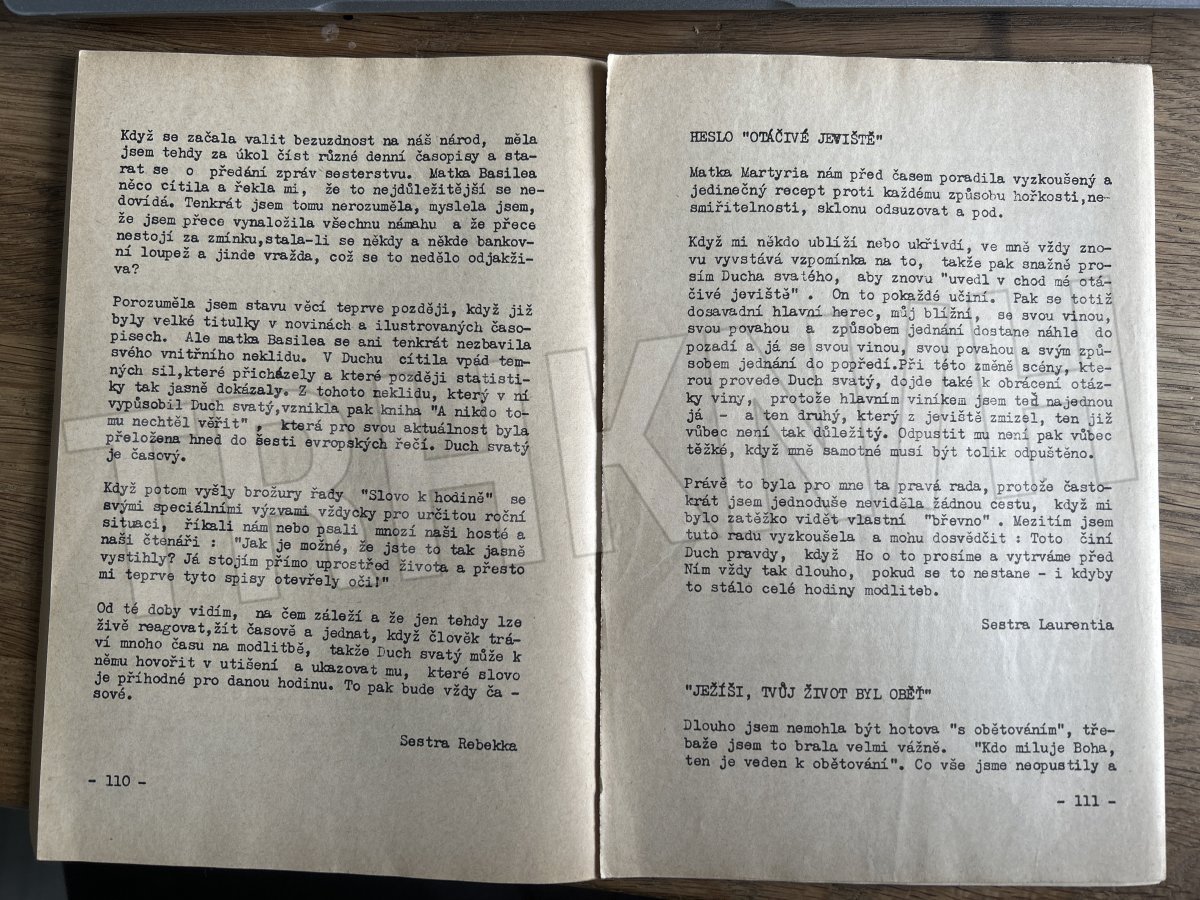 Když se začala valit bezuzdnost na náš národ, měla
jsem tehdy za úkol číst různé denní časopisy a sta-
rat se o předání zpráv sesterstvu. Matka Basilea
něco cítila a řekla mi, že to nejdůležitější se ne-
dovídá. Tenkrát jsem tomu nerozuměla, myslela jsem,
že jsem přece vynaložila všechnu námahu a že přece
nestojí za zmínku,stala-li se někdy a někde bankov-
ní loupež a jinde vražda, což se to nedělo odjakži-
va?
Porozuměla jsem stavu věcí teprve později, když již
byly velké titulky v novinách a ilustrovaných časo-
pisech. Ale matka Basilea se ani tenkrát nezbavila
svého vnitřního neklidu. V Duchu cítila vpád tem-
ných sil,které přicházely a které později statisti-
ky tak jasně dokázaly. Z tohoto neklidu, který v ní
vypůsobil Duch svatý,vznikla pak kniha "A nikdo to-
mu nechtěl věřit", která pro svou aktuálnost byla
přeložena hned do šesti evropských řečí. Duch svatý
je časový.
Když potom vyšly brožury řady "Slovo k hodině" se
svými speciálními výzvami vždycky pro určitou roční
situaci, říkali nám nebo psali mnozí naši hosté a
naši čtenáři : "Jak je možné, že jste to tak jasně
vystihly? Já stojím přímo uprostřed života a přesto
mi teprve tyto spisy otevřely oči!"
Od té doby vidím, na čem záleží a že jen tehdy lze
živě reagovat,žít časově a jednat, když člověk trá-
ví mnoho času na modlitbě, takže Duch svatý může k
němu hovořit v utišení a ukazovat mu, které slovo
je příhodné pro danou hodinu. To pak bude vždy ča -
sové.
Sestra Rebekka
- 110 -
HESLO "OTÁČIVÉ JEVIŠTĚ"
Matka Martyria nám před časem poradila vyzkoušený a
jedinečný recept proti každému způsobu hořkosti,ne-
smiřitelnosti, sklonu odsuzovat a pod.
Když mi někdo ublíží nebo ukřivdí, ve mně vždy zno-
vu vyvstává vzpomínka na to, takže pak snažně pro-
sím Ducha svatého, aby znovu "uvedl v chod mé otá-
čivé jeviště" . On to pokaždé učiní. Pak se totiž
dosavadní hlavní herec, můj bližní, se svou vinou,
svou povahou a způsobem jednání dostane náhle do
pozadí a já se svou vinou, svou povahou a svým způ-
sobem jednání do popředí.Při této změně scény, kte-
rou provede Duch svatý, dojde také k obrácení otáz-
ky viny, protože hlavním viníkem jsem teď najednou
já - a ten druhý, který z jeviště zmizel, ten již
vůbec není tak důležitý. Odpustit mu není pak vůbec
těžké, když mně samotné musí být tolik odpuštěno.
Právě to byla pro mne ta pravá rada, protože často-
krát jsem jednoduše neviděla žádnou cestu, když mi
bylo zatěžko vidět vlastní "břevno" . Mezitím jsem
tuto radu vyzkoušela a mohu dosvědčit : Toto činí
Duch pravdy, když Ho o to prosíme a vytrváme před
Ním vždy tak dlouho, pokud se to nestane - i kdyby
to stálo celé hodiny modliteb.
Sestra Laurentia
"JEŽÍŠI, TVŮJ ŽIVOT BYL OBĚŤ"
Dlouho jsem nemohla být hotova "s obětováním", tře-
baže jsem to brala velmi vážně. "Kdo miluje Boha,
ten je veden k obětování". Co vše jsme neopustily a
- 111 -